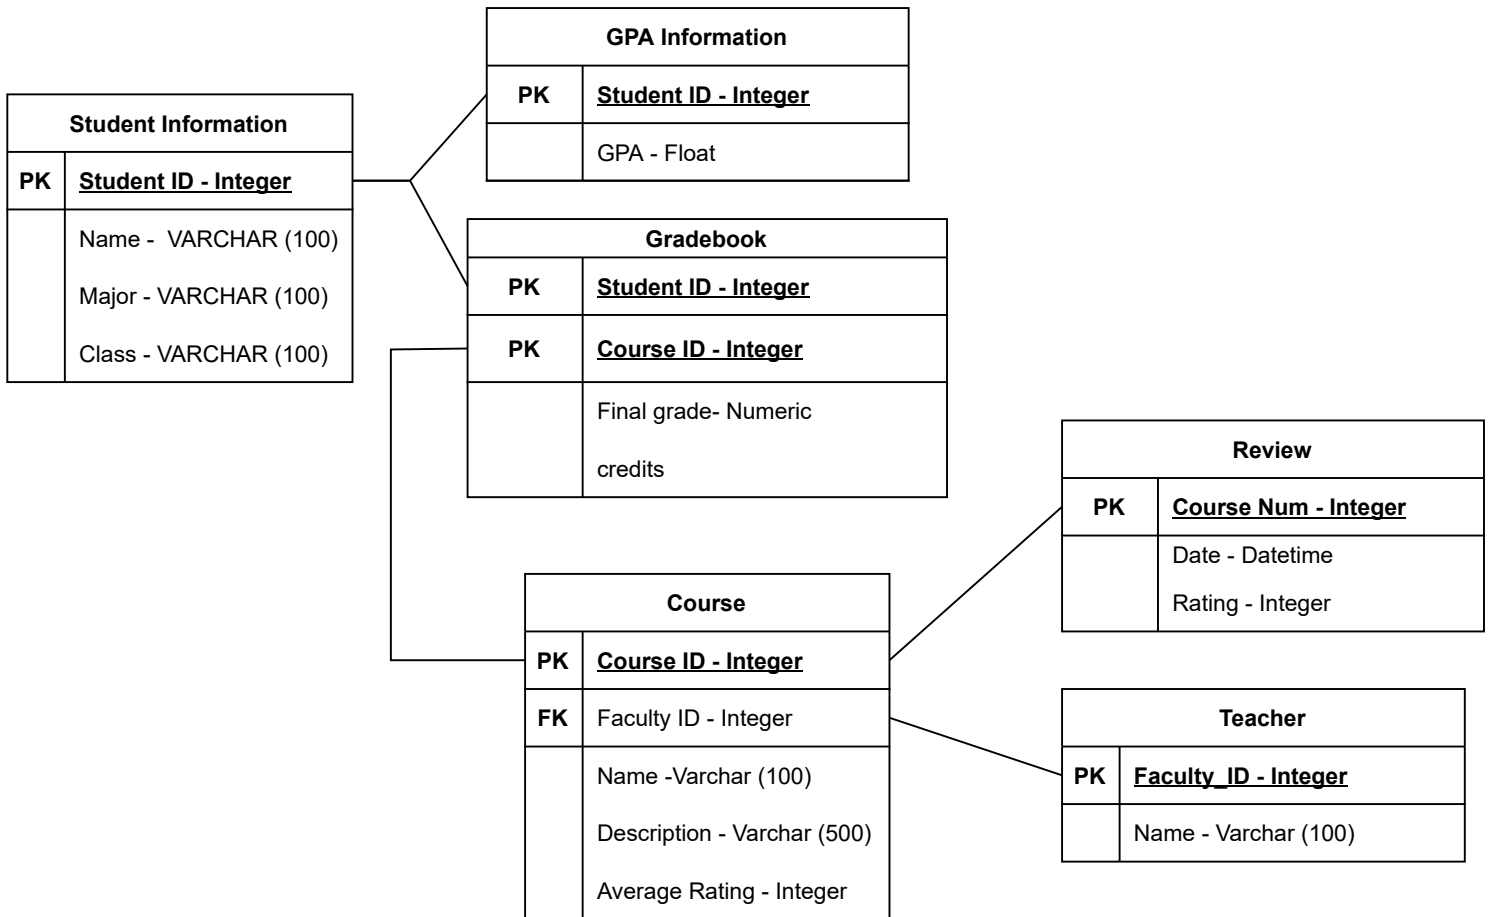 GPA Information
PK Student ID - Integer
GPA - Float
Student Information
PK Student ID - Integer
Name - VARCHAR (100)
Major - VARCHAR (100)
Class - VARCHAR (100)
Gradebook
PK Student ID - Integer
PK Course ID - Integer
Final grade- Numeric
credits
Review
PK Course Num - Integer
Date - Datetime
Rating - Integer
Course
PK Course ID - Integer
FK Faculty ID - Integer
Name -Varchar (100)
Description - Varchar (500)
Average Rating - Integer
Teacher
PK Faculty_ID - Integer
Name - Varchar (100)